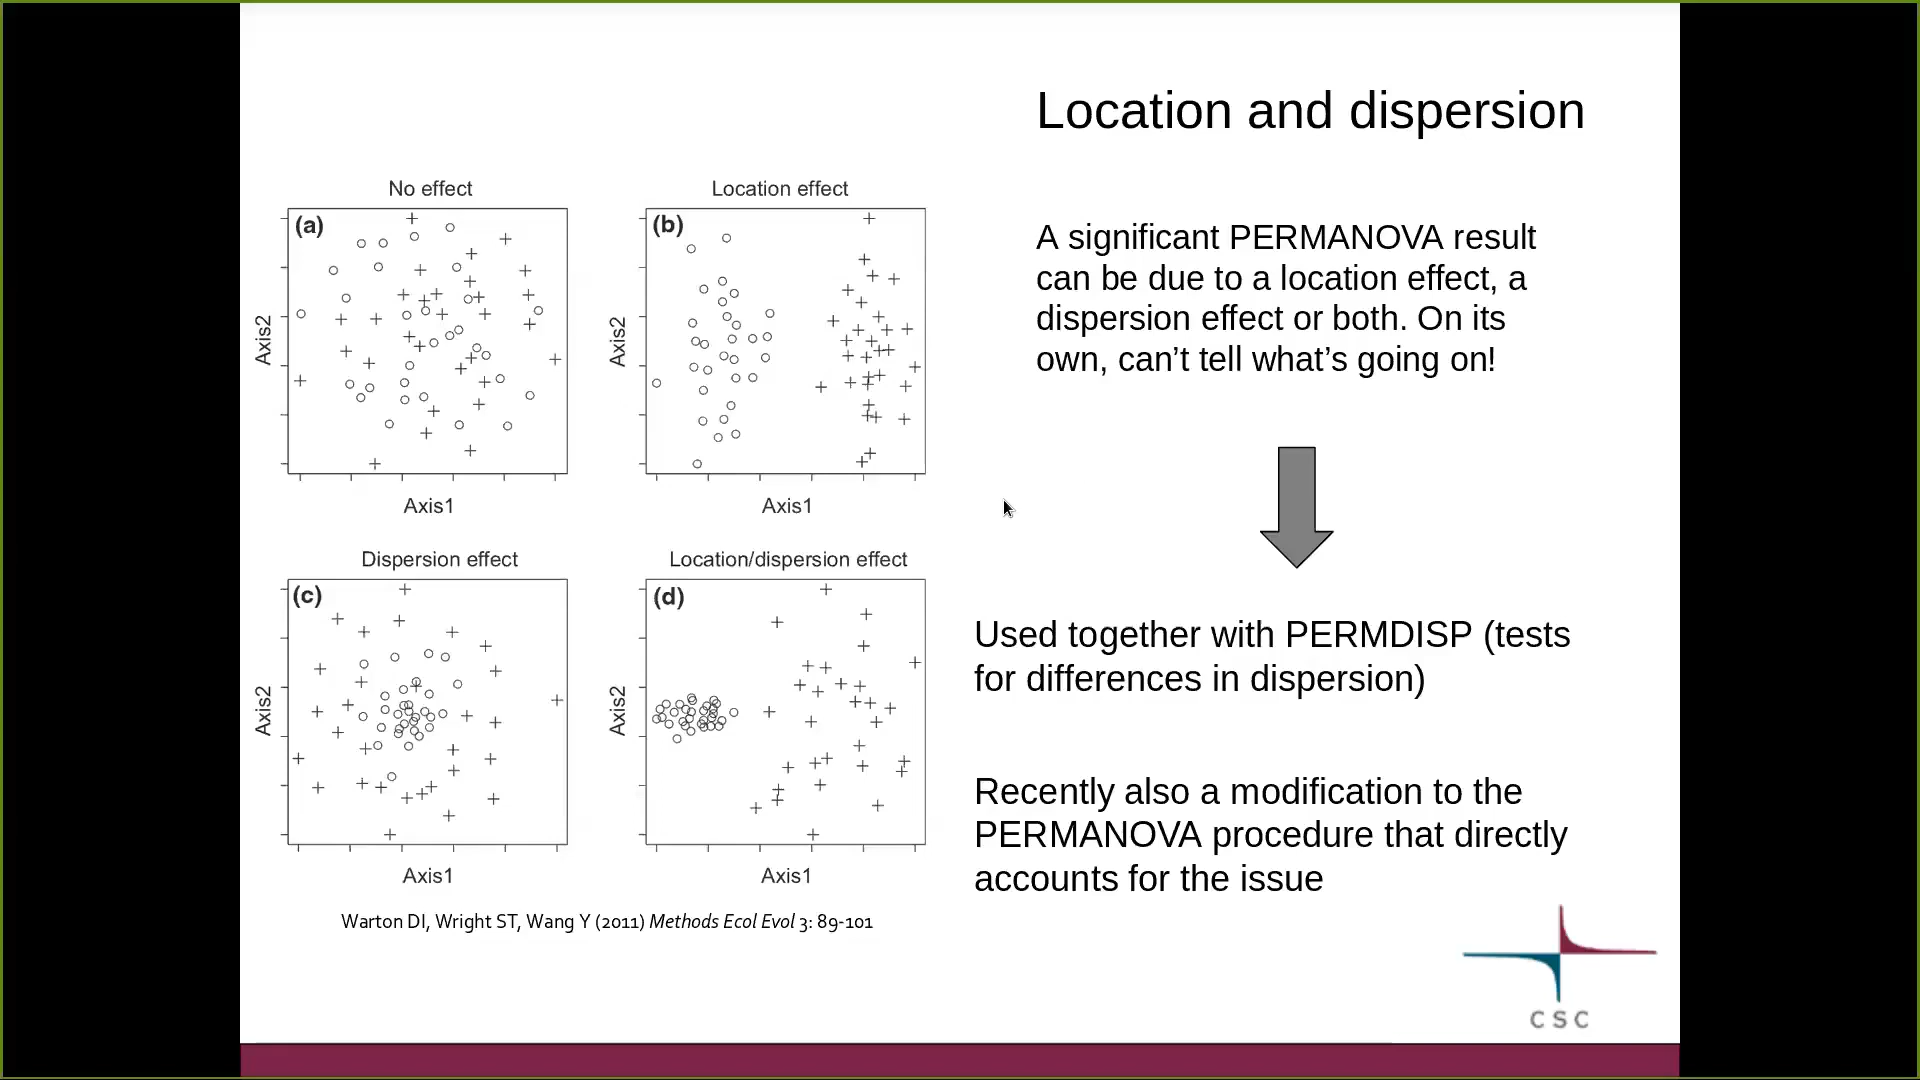 Location and dispersion
No effect
(a)
Axis2
Axis1
Location effect
(b)
Axis2
Axis1
Dispersion effect
(c)
Axis2
Axis1
Location/dispersion effect
(d)
Axis2
Axis1
Warton DI, Wright ST, Wang Y (2011) Methods Ecol Evol 3: 89-101
A significant PERMANOVA result
can be due to a location effect, a
dispersion effect or both. On its
own, can’t tell what’s going on!
Used together with PERMDISP (tests
for differences in dispersion)
Recently also a modification to the
PERMANOVA procedure that directly
accounts for the issue
CSC